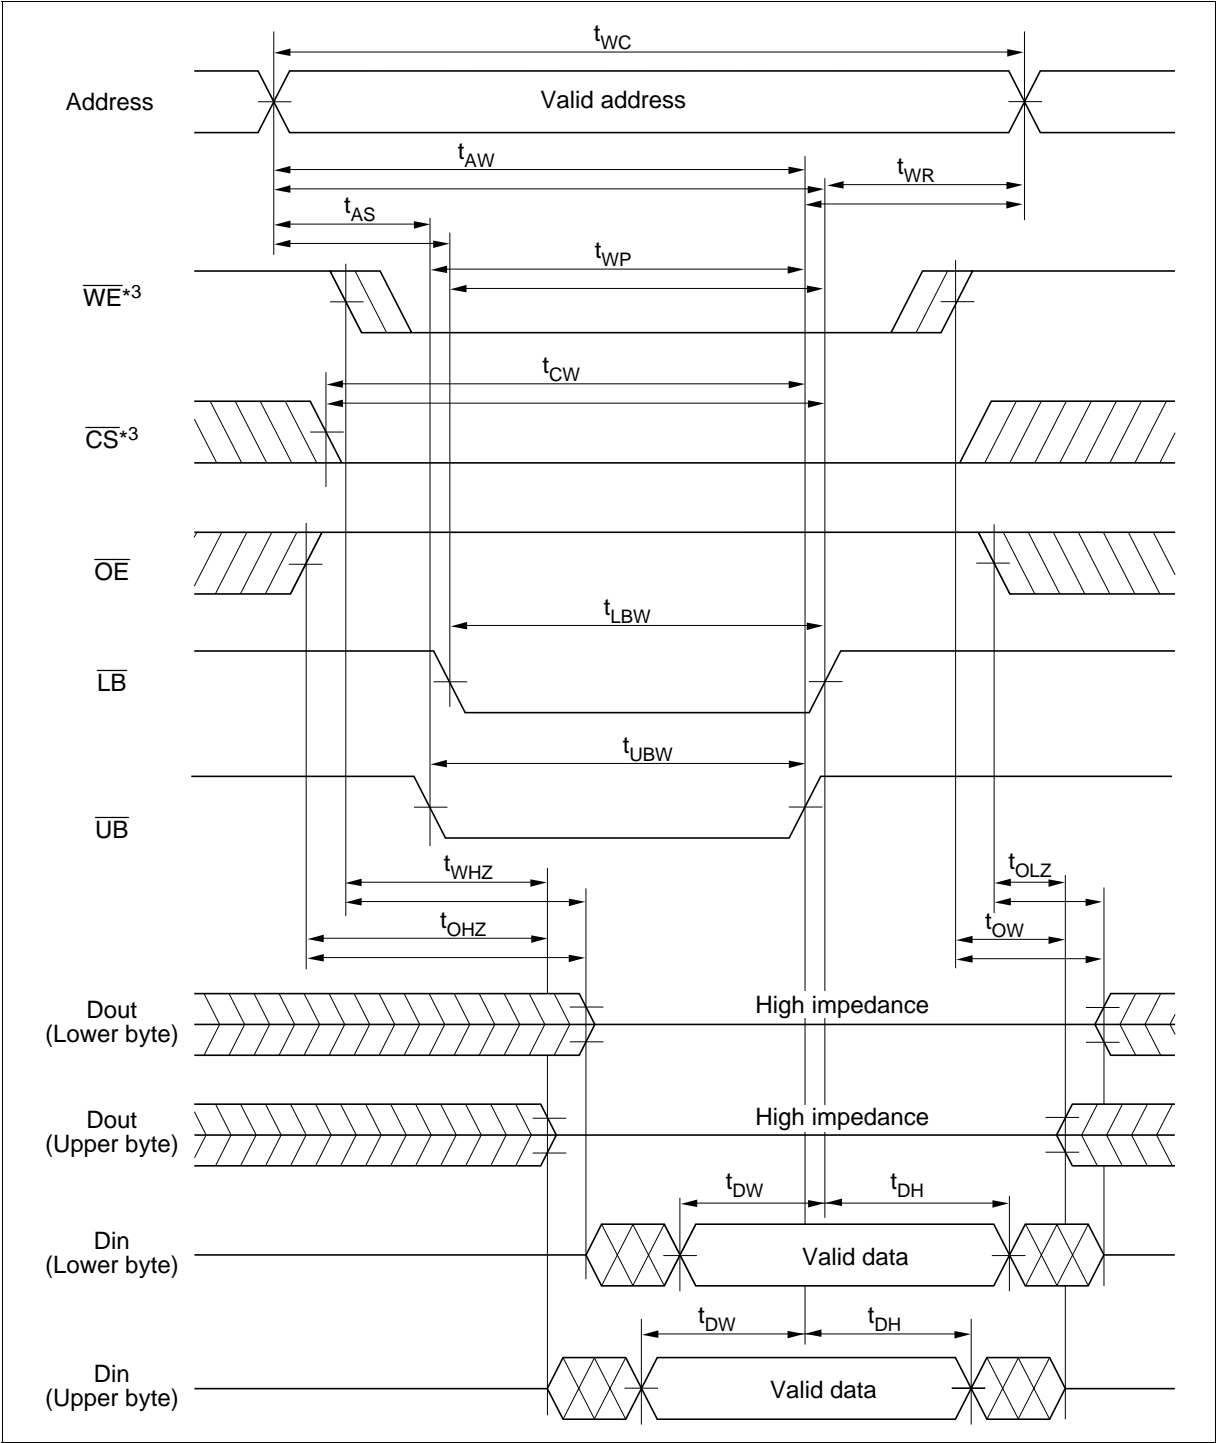 tWC
Address
Valid address
tAW
tWR
tAS
tWP
WE*3
tCW
CS*3
OE
tLBW
LB
tUBW
UB
tWHZ
tOLZ
tOHZ
tOW
Dout
(Lower byte)
High impedance
Dout
(Upper byte)
High impedance
tDW
tDH
Din
(Lower byte)
Valid data
tDW
tDH
Din
(Upper byte)
Valid data